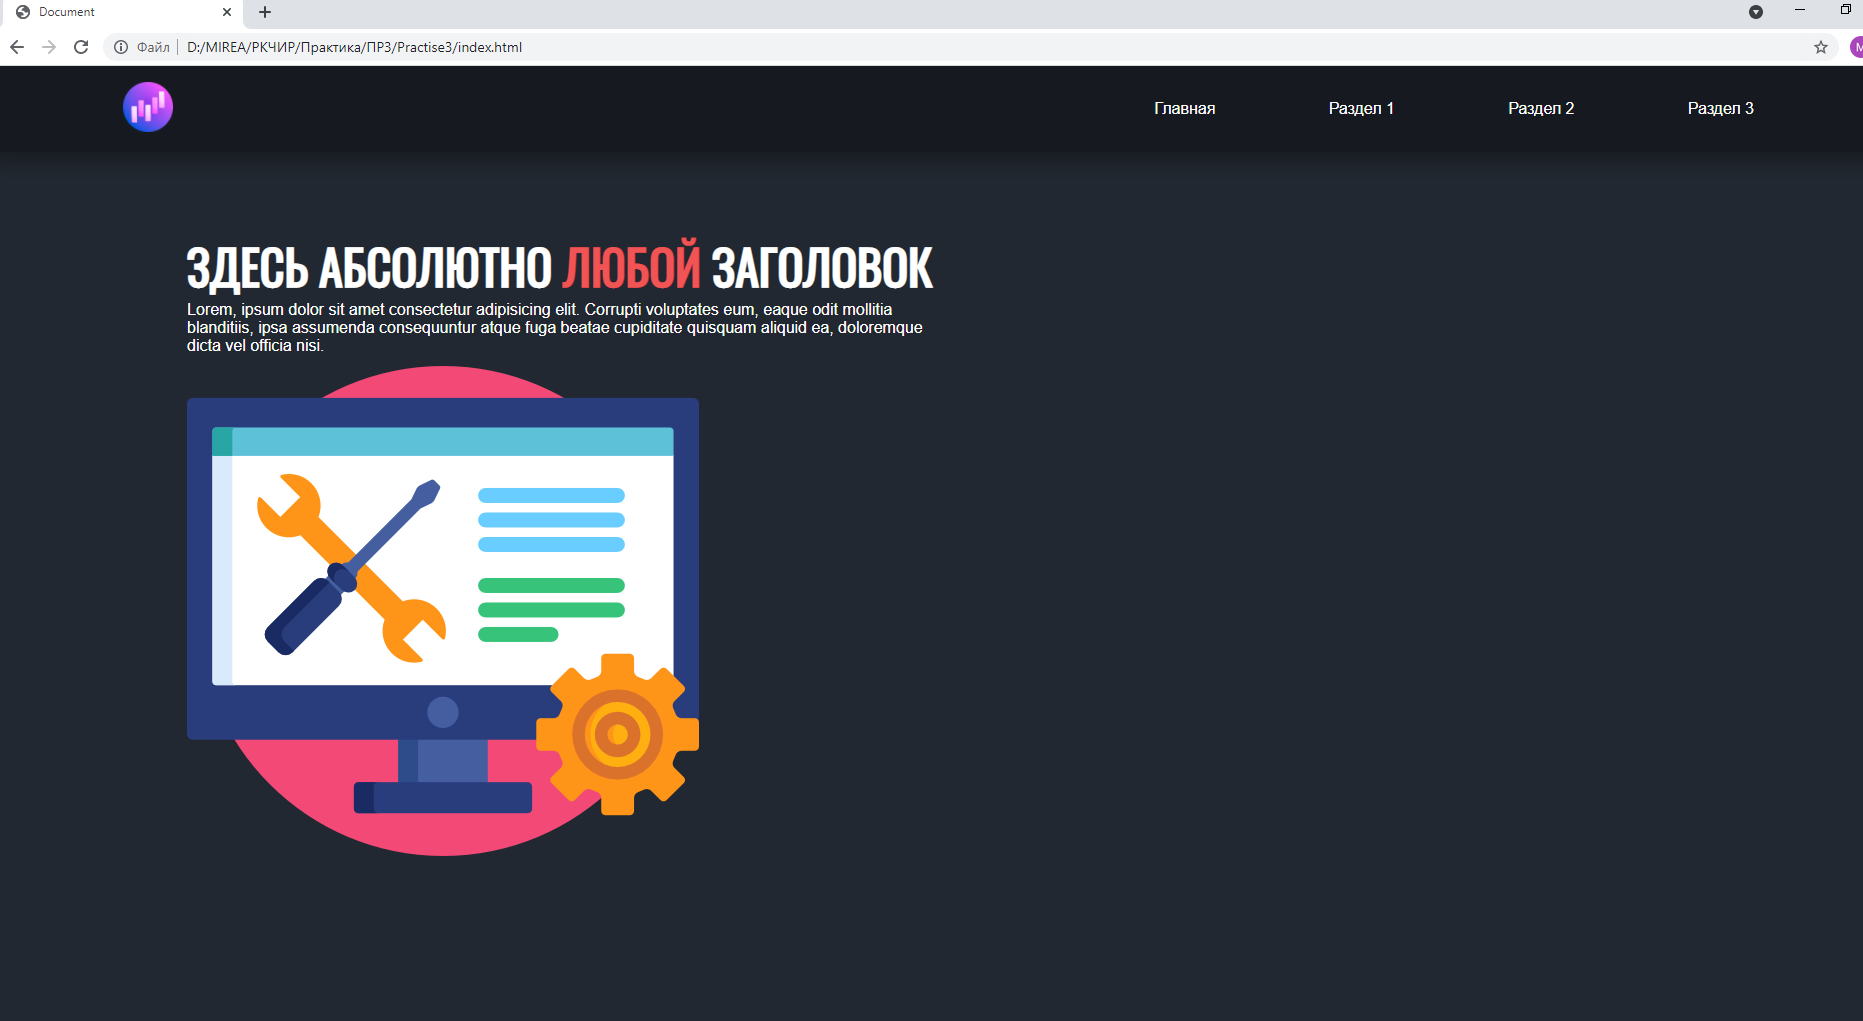 Document
Файл D:/MIREA/РКЧИР/Практика/ПР3/Practise3/index.html
М
Главная Раздел 1 Раздел 2 Раздел 3
ЗДЕСЬ АБСОЛЮТНО ЛЮБОЙ ЗАГОЛОВОК
Lorem, ipsum dolor sit amet consectetur adipisicing elit. Corrupti voluptates eum, eaque odit mollitia
blanditiis, ipsa assumenda consequuntur atque fuga beatae cupiditate quisquam aliquid ea, doloremque
dicta vel officia nisi.